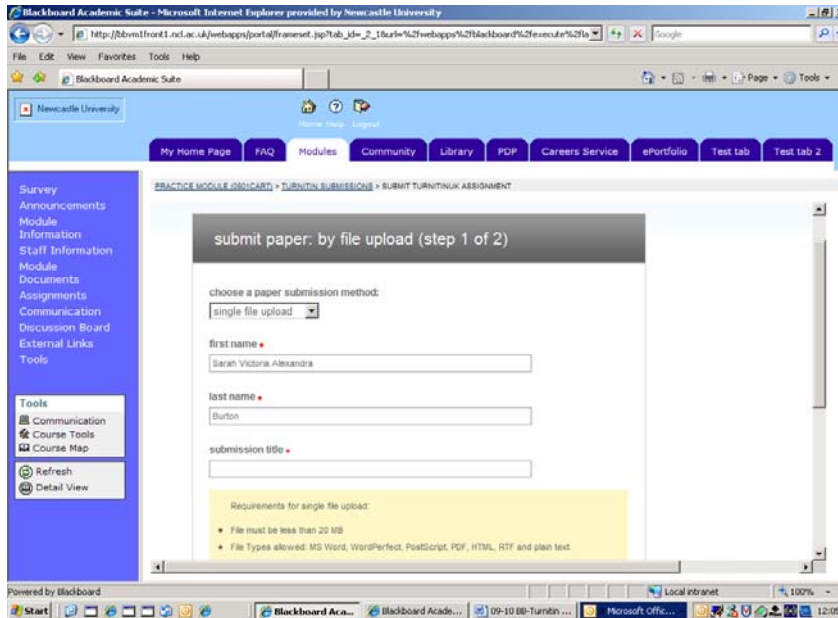 Blackboard Academic Suite - Microsoft Internet Explorer provided by Newcastle University
http://bbvm1front1.ncl.ac.uk/webapps/portal/frameset.jsp?tab_id=_2_1&url=%2fwebapps%2fblackboard%2fexecute%2fla
Google
File Edit View Favorites Tools Help
Blackboard Academic Suite
Page Tools
Newcastle University
Home Help Logout
My Home Page FAQ Modules Community Library PDP Careers Service ePortfolio Test tab Test tab 2
PRACTICE MODULE (0801CART) > TURNITIN SUBMISSIONS > SUBMIT TURNITINUK ASSIGNMENT
Survey
Announcements
Module
Information
Staff Information
Module
Documents
Assignments
Communication
Discussion Board
External Links
Tools
Tools
Communication
Course Tools
Course Map
Refresh
Detail View
submit paper: by file upload (step 1 of 2)
choose a paper submission method:
single file upload
first name
Sarah Victoria Alexandra
last name
Burton
submission title
Requirements for single file upload:
• File must be less than 20 MB
• File Types allowed: MS Word, WordPerfect, PostScript, PDF, HTML, RTF and plain text
Powered by Blackboard
Local intranet 100%
Start Blackboard Aca... Blackboard Acade... 09-10 BB-Turnitin ... Microsoft Offic... 12:05